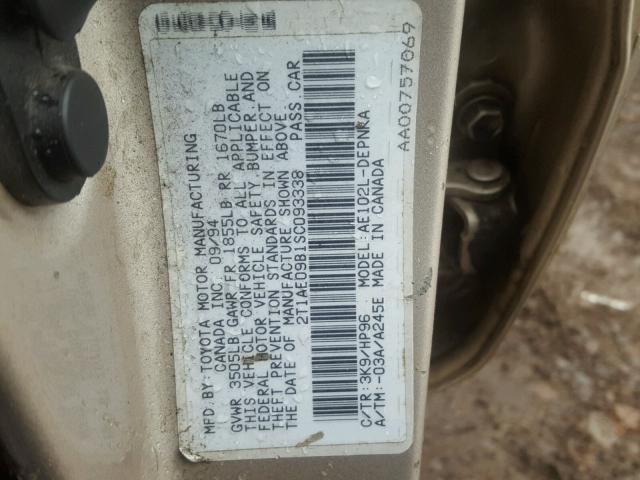 MFD. BY: TOYOTA MOTOR MANUFACTURING
CANADA INC. 09/94
GVWR 3505LB GAWR FR 1855LB RR 1670LB
THIS VEHICLE CONFORMS TO ALL APPLICABLE
FEDERAL MOTOR VEHICLE SAFETY BUMPER AND
THEFT PREVENTION STANDARDS IN EFFECT ON
THE DATE OF MANUFACTURE SHOWN ABOVE.
2T1AE09B1SC093338 PASS. CAR
C/TR: 3K9/HP96 MODEL: AE102L-DEPNKA
A/TM: -03A/A245E MADE IN CANADA
AA00757069